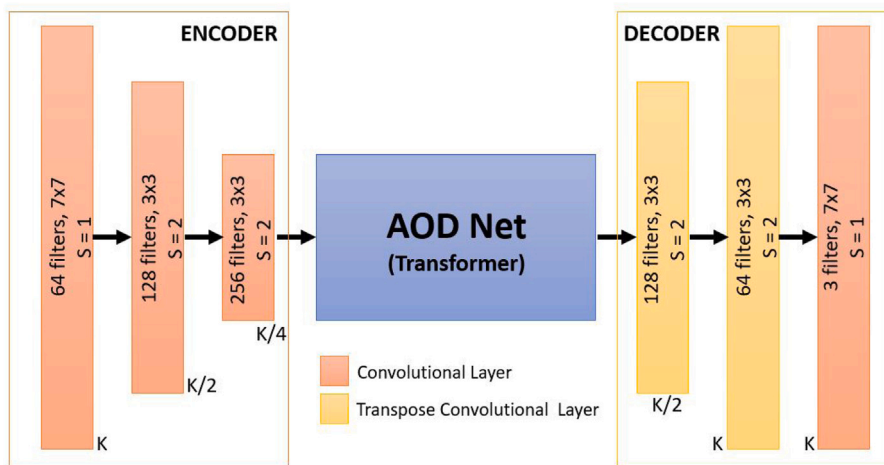 ENCODER
64 filters, 7x7
S = 1
K
128 filters, 3x3
S = 2
K/2
256 filters, 3x3
S = 2
K/4
AOD Net
(Transformer)
Convolutional Layer
Transpose Convolutional Layer
DECODER
128 filters, 3x3
S = 2
K/2
64 filters, 3x3
S = 2
K
3 filters, 7x7
S = 1
K